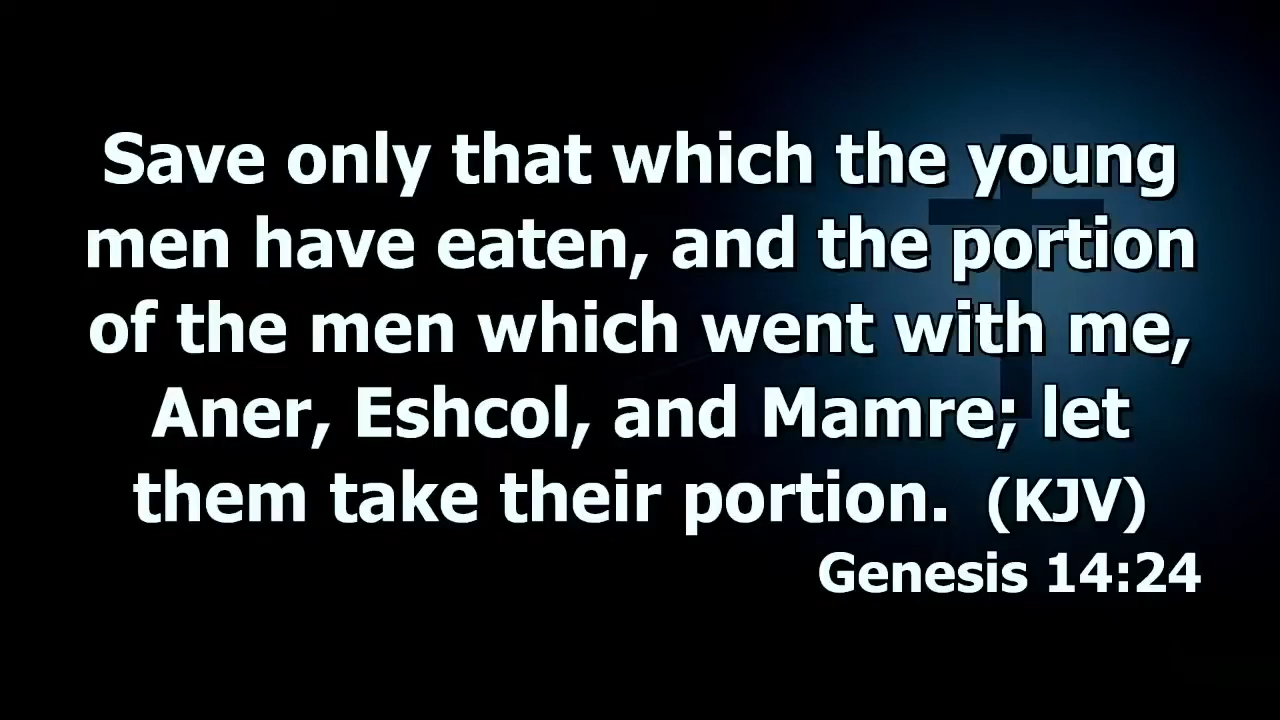 Save only that which the young
men have eaten, and the portion
of the men which went with me,
Aner, Eshcol, and Mamre; let
them take their portion.  (KJV)
Genesis 14:24